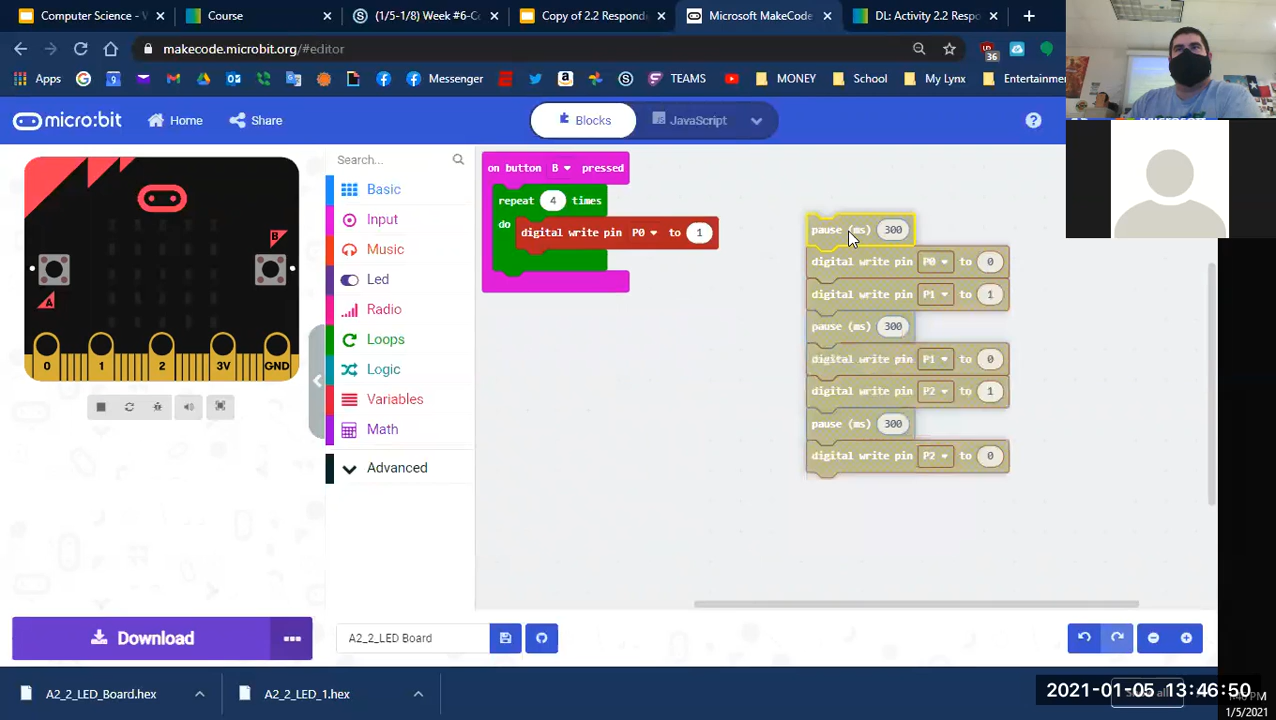 Computer Science - V
Course
(1/5-1/8) Week #6-C
Copy of 2.2 Respond
Microsoft MakeCode
DL: Activity 2.2 Respo
makecode.microbit.org/#editor
36
Apps
Messenger
TEAMS
MONEY
School
My Lynx
Entertainment
micro:bit
Home
Share
Blocks
JavaScript
?
Search...
Basic
Input
Music
Led
Radio
Loops
Logic
Variables
Math
Advanced
on button B pressed
repeat 4 times
do
digital write pin P0 to 1
pause (ms) 300
digital write pin P0 to 0
digital write pin P1 to 1
pause (ms) 300
digital write pin P1 to 0
digital write pin P2 to 1
pause (ms) 300
digital write pin P2 to 0
B
A
0 1 2 3V GND
Download
A2_2_LED Board
A2_2_LED_Board.hex
A2_2_LED_1.hex
2021-01-05 13:46:50
1/5/2021